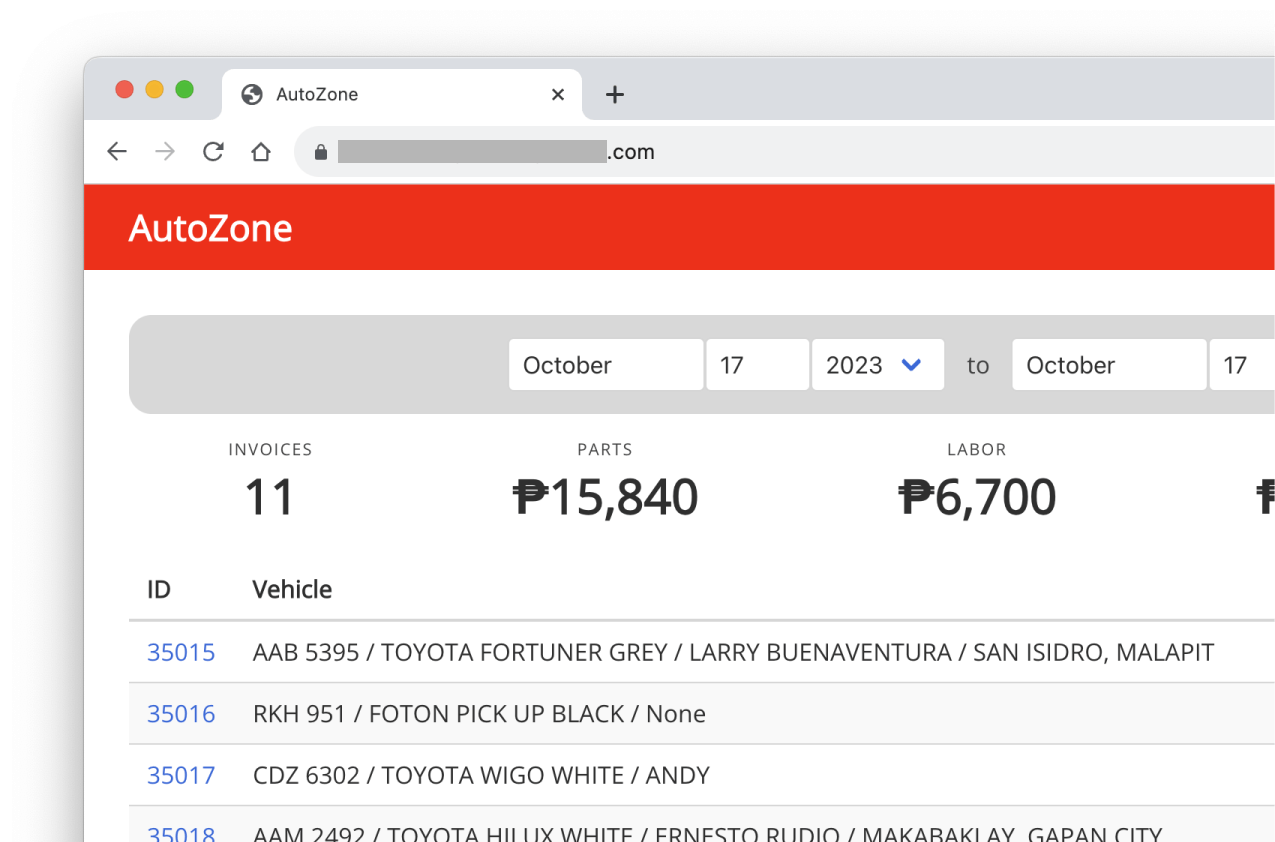 AutoZone
.com
AutoZone
October 17 2023 to October 17
INVOICES PARTS LABOR
11 ₱15,840 ₱6,700 ₱
ID Vehicle
35015 AAB 5395 / TOYOTA FORTUNER GREY / LARRY BUENAVENTURA / SAN ISIDRO, MALAPIT
35016 RKH 951 / FOTON PICK UP BLACK / None
35017 CDZ 6302 / TOYOTA WIGO WHITE / ANDY
35018 AAM 2492 / TOYOTA HILUX WHITE / ERNESTO RUDIO / MAKABAKLAY, GAPAN CITY